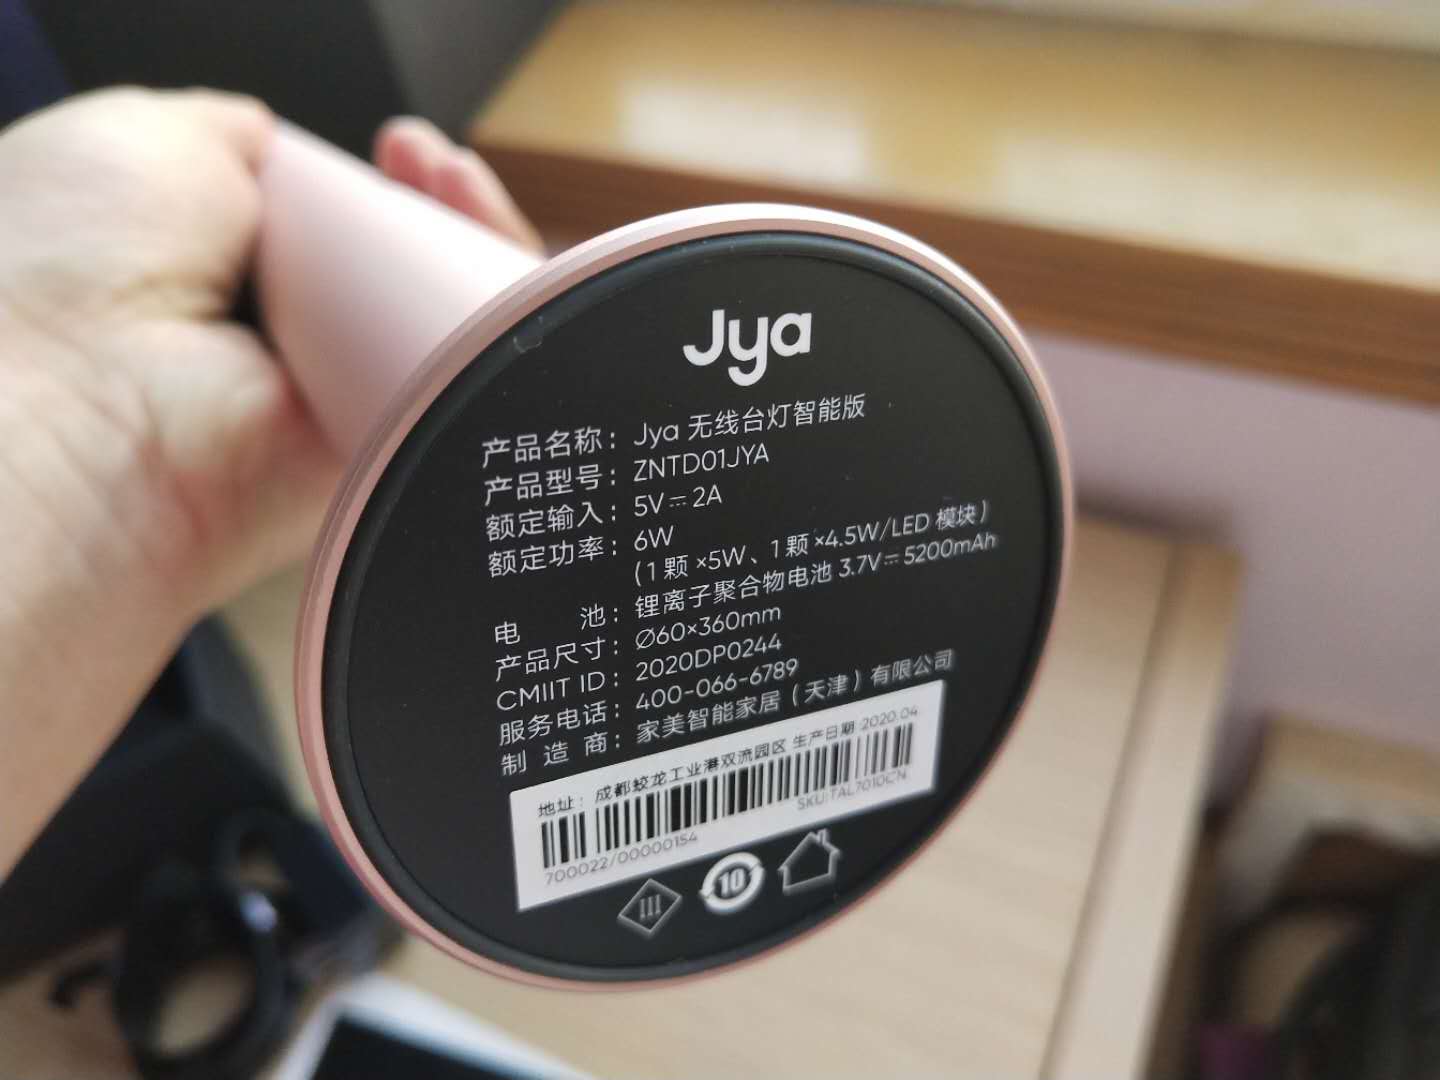 Jya
产品名称：Jya 无线台灯智能版
产品型号：ZNTD01JYA
额定输入：5V⎓2A
额定功率：6W
(1颗×5W、1颗×4.5W/LED 模块)
电池：锂离子聚合物电池 3.7V⎓5200mAh
产品尺寸：Ø60×360mm
CMIIT ID：2020DP0244
服务电话：400-066-6789
制造商：家美智能家居（天津）有限公司
地址：成都蛟龙工业港双流园区 生产日期:2020.04
700022/00000154 SKU:TAL7010CN
III 10